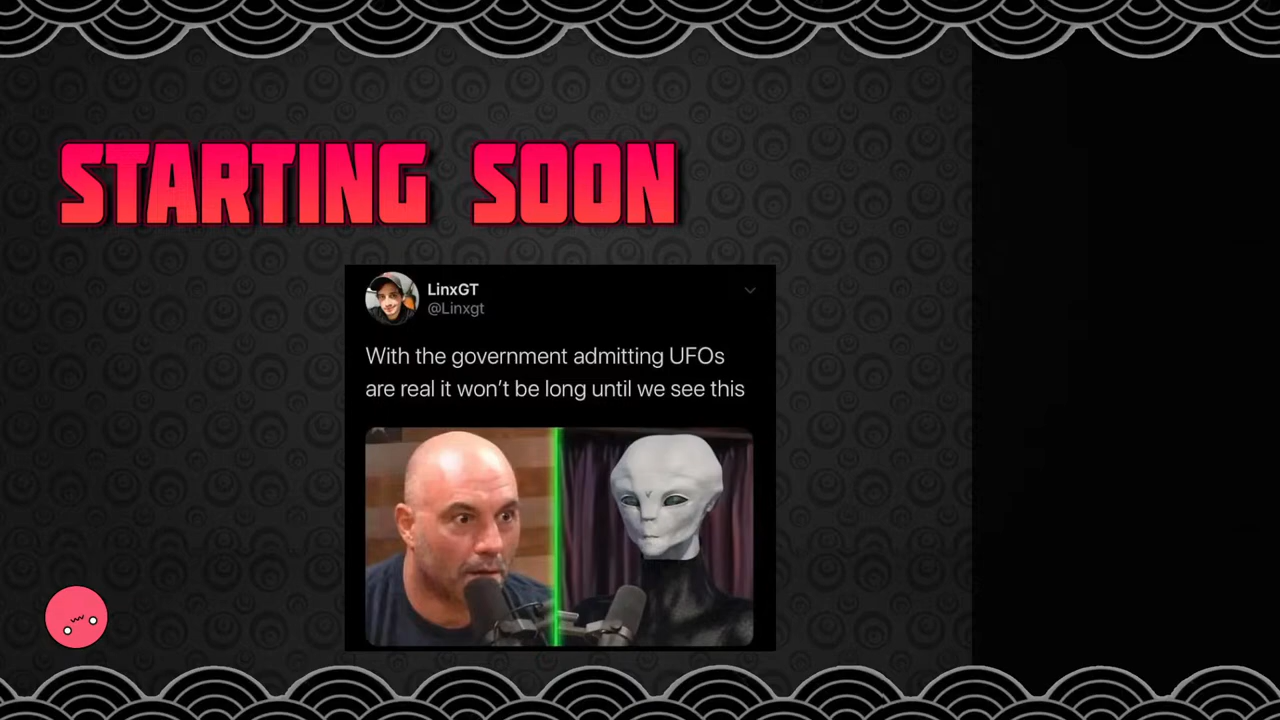 STARTING SOON
LinxGT
@Linxgt
With the government admitting UFOs
are real it won’t be long until we see this